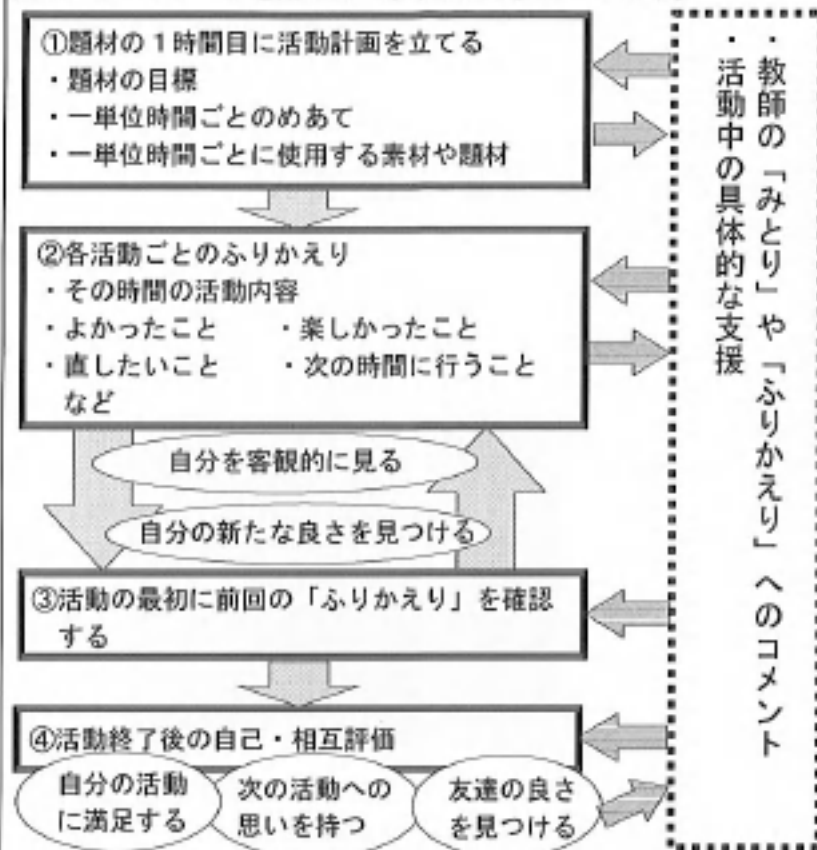 ①題材の１時間目に活動計画を立てる
・題材の目標
・一単位時間ごとのめあて
・一単位時間ごとに使用する素材や題材
②各活動ごとのふりかえり
・その時間の活動内容
・よかったこと　・楽しかったこと
・直したいこと　・次の時間に行うこと
など
自分を客観的に見る
自分の新たな良さを見つける
③活動の最初に前回の「ふりかえり」を確認
する
④活動終了後の自己・相互評価
自分の活動
に満足する
次の活動への
思いを持つ
友達の良さ
を見つける
・教師の「みとり」や「ふりかえり」へのコメント
・活動中の具体的な支援